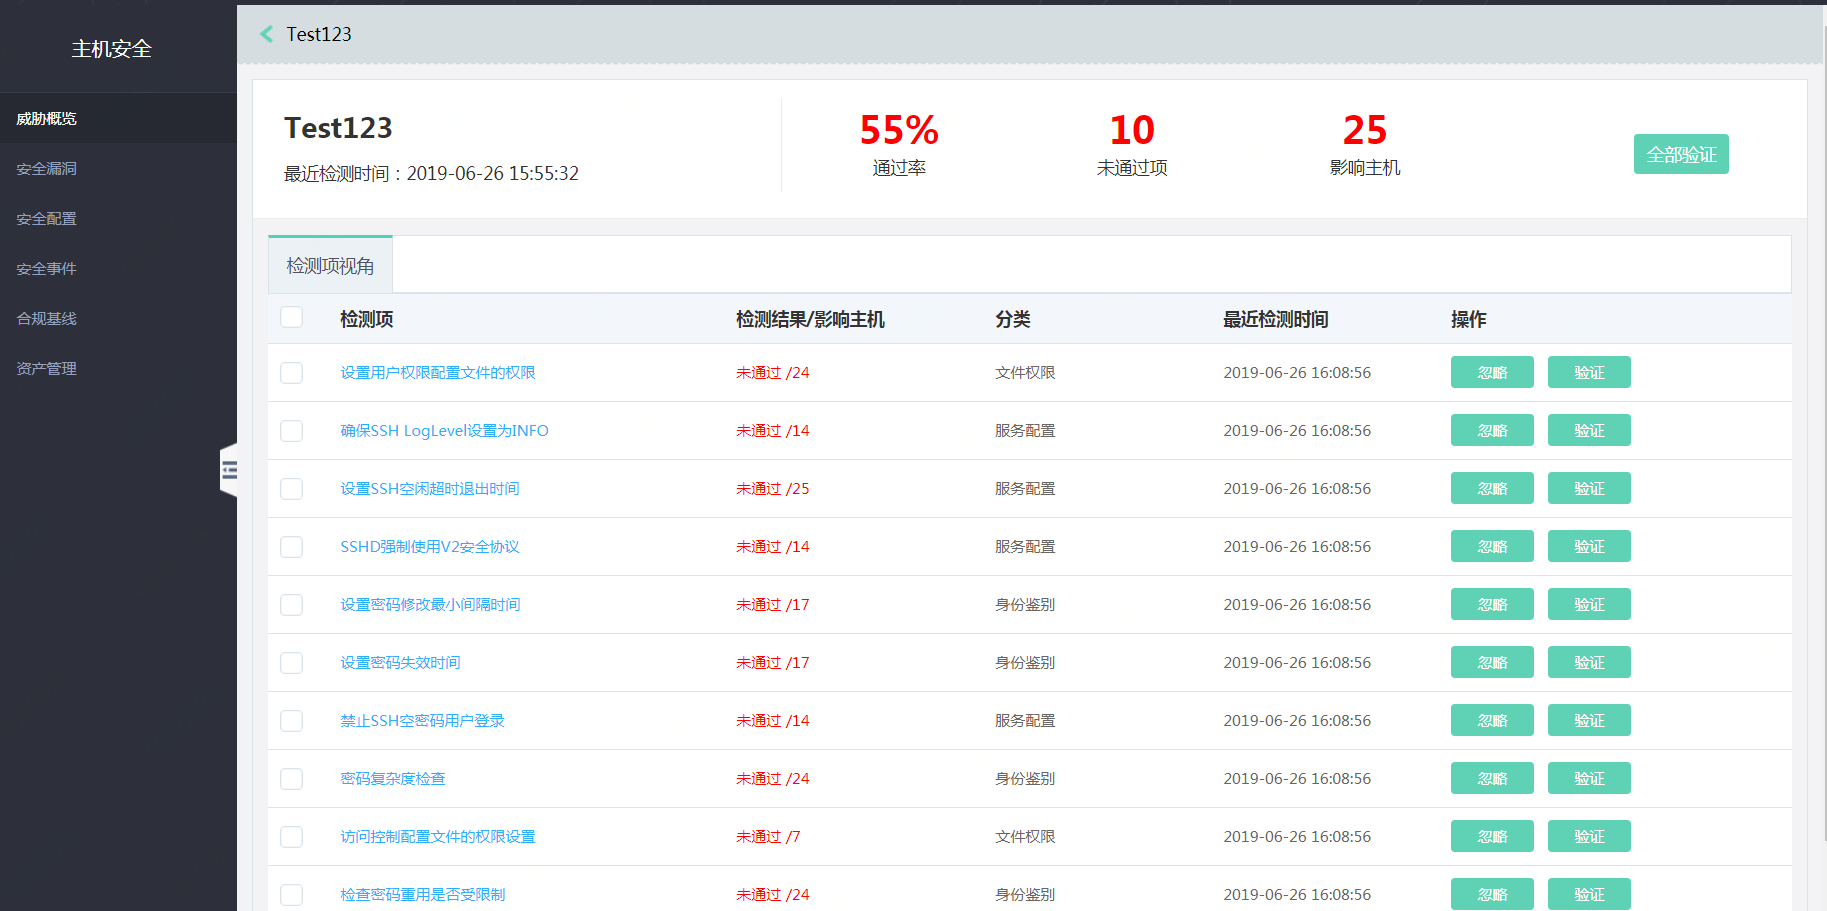 主机安全
威胁概览
安全漏洞
安全配置
安全事件
合规基线
资产管理
Test123
Test123
最近检测时间：2019-06-26 15:55:32
55%
通过率
10
未通过项
25
影响主机
全部验证
检测项视角
检测项 检测结果/影响主机 分类 最近检测时间 操作
设置用户权限配置文件的权限 未通过 /24 文件权限 2019-06-26 16:08:56 忽略 验证
确保SSH LogLevel设置为INFO 未通过 /14 服务配置 2019-06-26 16:08:56 忽略 验证
设置SSH空闲超时退出时间 未通过 /25 服务配置 2019-06-26 16:08:56 忽略 验证
SSHD强制使用V2安全协议 未通过 /14 服务配置 2019-06-26 16:08:56 忽略 验证
设置密码修改最小间隔时间 未通过 /17 身份鉴别 2019-06-26 16:08:56 忽略 验证
设置密码失效时间 未通过 /17 身份鉴别 2019-06-26 16:08:56 忽略 验证
禁止SSH空密码用户登录 未通过 /14 服务配置 2019-06-26 16:08:56 忽略 验证
密码复杂度检查 未通过 /24 身份鉴别 2019-06-26 16:08:56 忽略 验证
访问控制配置文件的权限设置 未通过 /7 文件权限 2019-06-26 16:08:56 忽略 验证
检查密码重用是否受限制 未通过 /24 身份鉴别 2019-06-26 16:08:56 忽略 验证